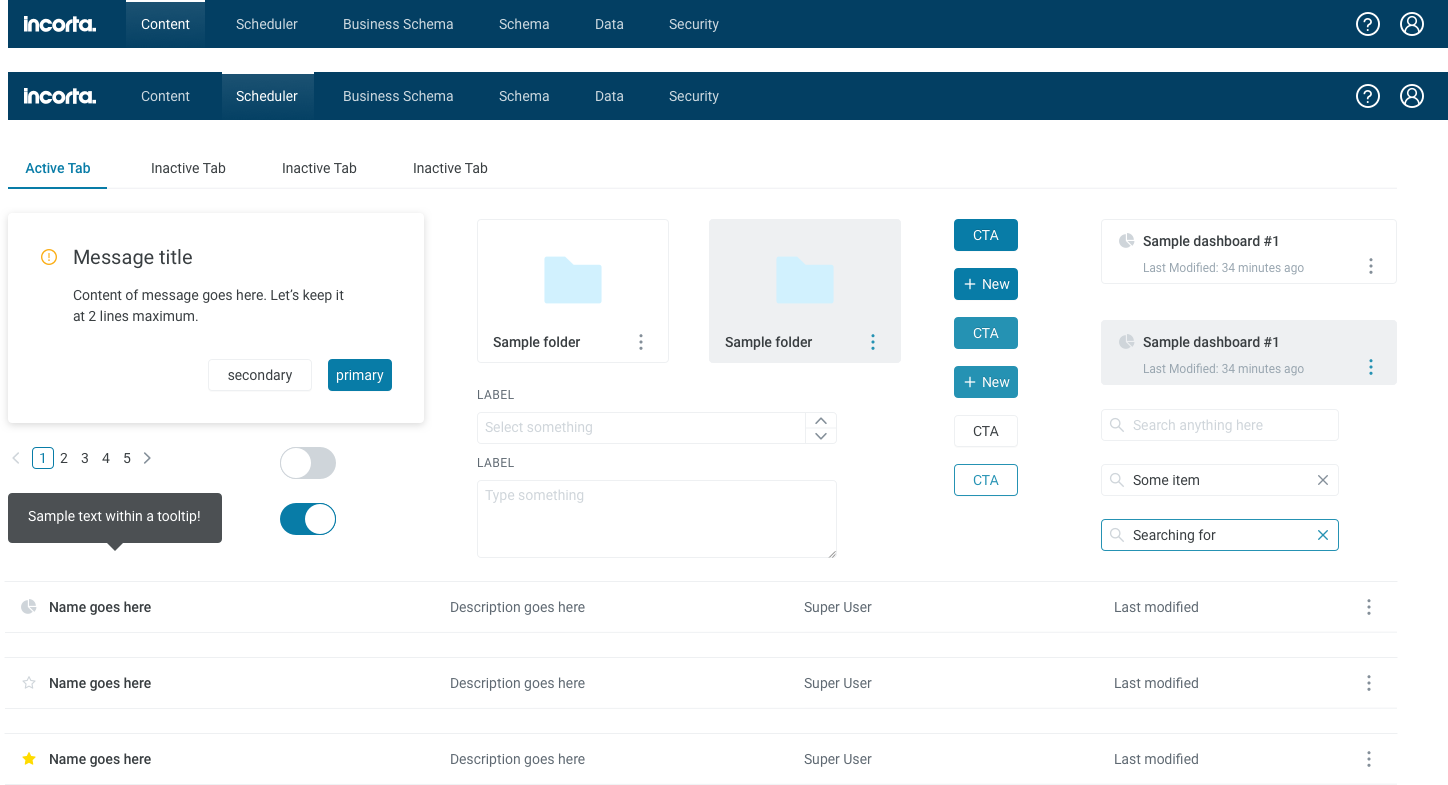 incorta. Content Scheduler Business Schema Schema Data Security ?
incorta. Content Scheduler Business Schema Schema Data Security ?
Active Tab Inactive Tab Inactive Tab Inactive Tab
Message title
Content of message goes here. Let's keep it
at 2 lines maximum.
secondary primary
1 2 3 4 5
Sample text within a tooltip!
Sample folder Sample folder
LABEL
Select something
LABEL
Type something
CTA
+ New
CTA
+ New
CTA
CTA
Sample dashboard #1
Last Modified: 34 minutes ago
Sample dashboard #1
Last Modified: 34 minutes ago
Search anything here
Some item
Searching for
Name goes here Description goes here Super User Last modified
Name goes here Description goes here Super User Last modified
Name goes here Description goes here Super User Last modified